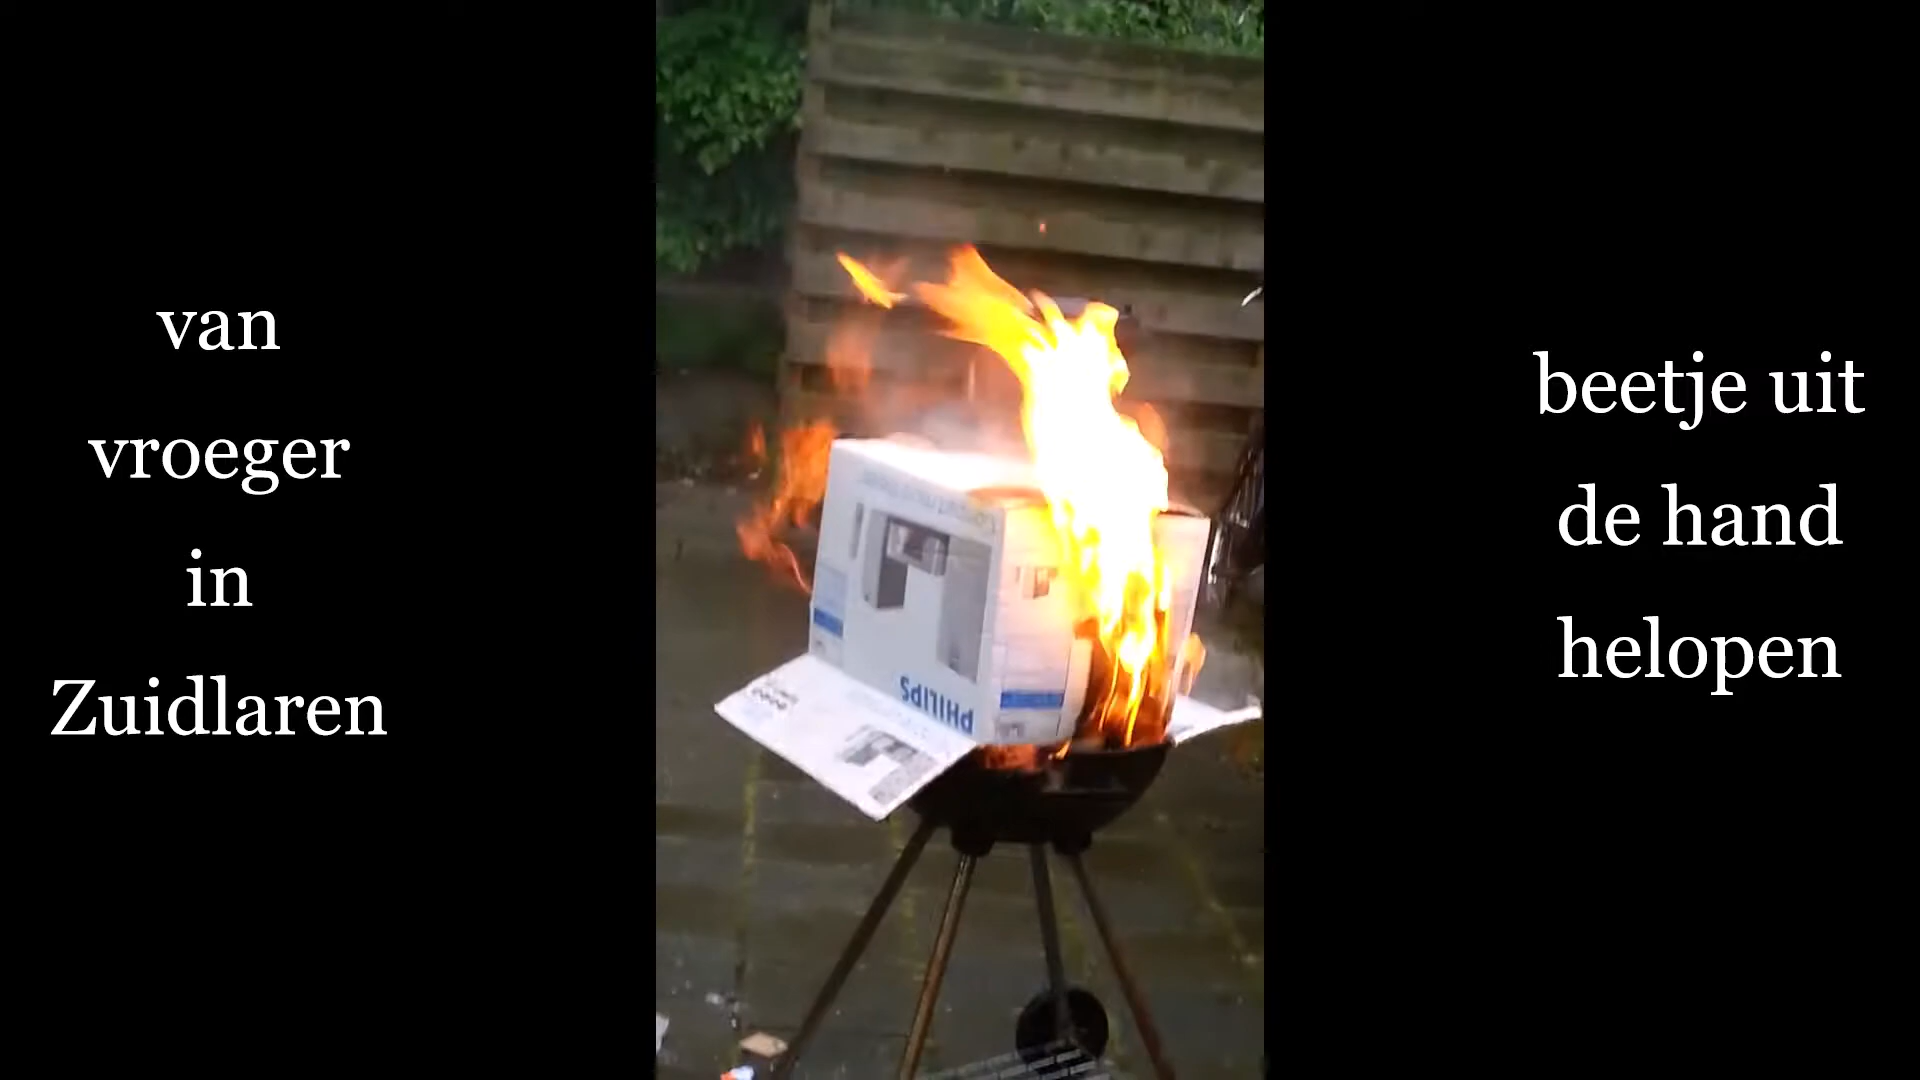 van
vroeger
in
Zuidlaren
beetje uit
de hand
helopen
PHILIPS